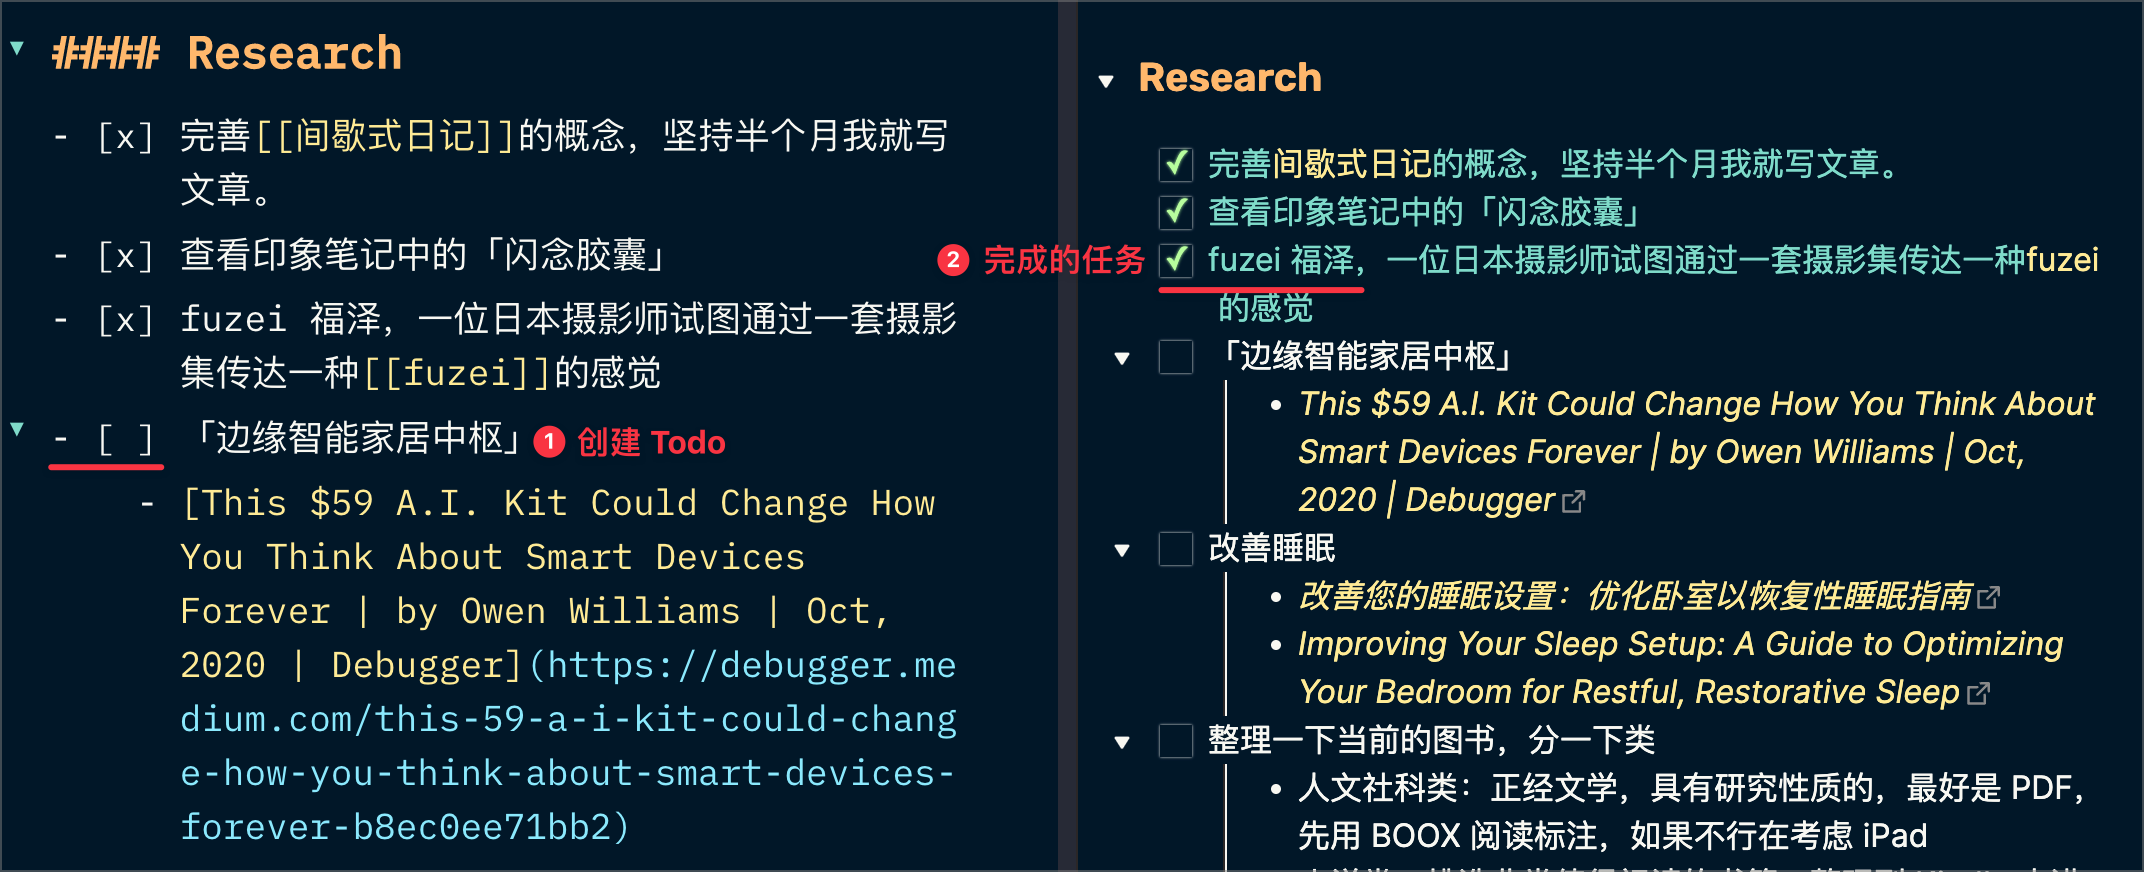 #### Research
- [x] 完善[[间歇式日记]]的概念，坚持半个月我就写
文章。
- [x] 查看印象笔记中的「闪念胶囊」
- [x] fuzei 福泽，一位日本摄影师试图通过一套摄影
集传达一种[[fuzei]]的感觉
- [ ] 「边缘智能家居中枢」
1 创建 Todo
- [This $59 A.I. Kit Could Change How
You Think About Smart Devices
Forever | by Owen Williams | Oct,
2020 | Debugger](https://debugger.me
dium.com/this-59-a-i-kit-could-chang
e-how-you-think-about-smart-devices-
forever-b8ec0ee71bb2)
Research
完善间歇式日记的概念，坚持半个月我就写文章。
查看印象笔记中的「闪念胶囊」
2 完成的任务
fuzei 福泽，一位日本摄影师试图通过一套摄影集传达一种fuzei
的感觉
「边缘智能家居中枢」
• This $59 A.I. Kit Could Change How You Think About
Smart Devices Forever | by Owen Williams | Oct,
2020 | Debugger
改善睡眠
• 改善您的睡眠设置：优化卧室以恢复性睡眠指南
• Improving Your Sleep Setup: A Guide to Optimizing
Your Bedroom for Restful, Restorative Sleep
整理一下当前的图书，分一下类
• 人文社科类：正经文学，具有研究性质的，最好是 PDF，
先用 BOOX 阅读标注，如果不行在考虑 iPad